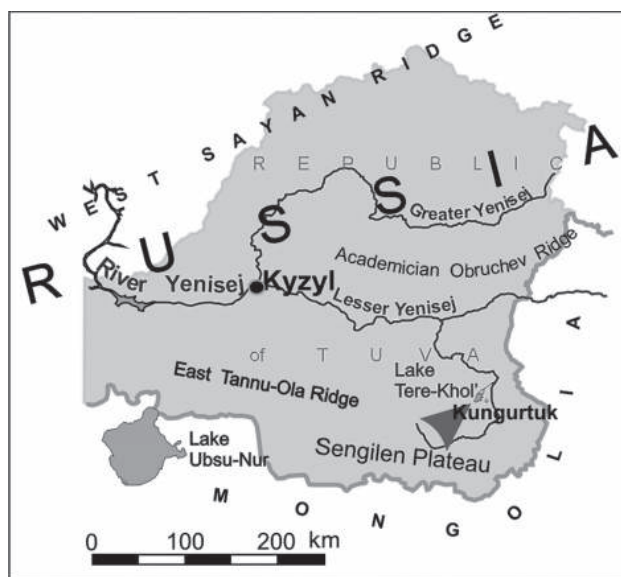 WEST SAYAN RIDGE
RUSSIA
REPUBLIC
Greater Yenisej
Academician Obruchev Ridge
River Yenisej
Kyzyl
Lesser Yenisej
of TUVA
Lake
Tere-Khol'
East Tannu-Ola Ridge
Kungurtuk
Lake
Ubsu-Nur
Sengilen Plateau
MONGOLIA
0 100 200 km